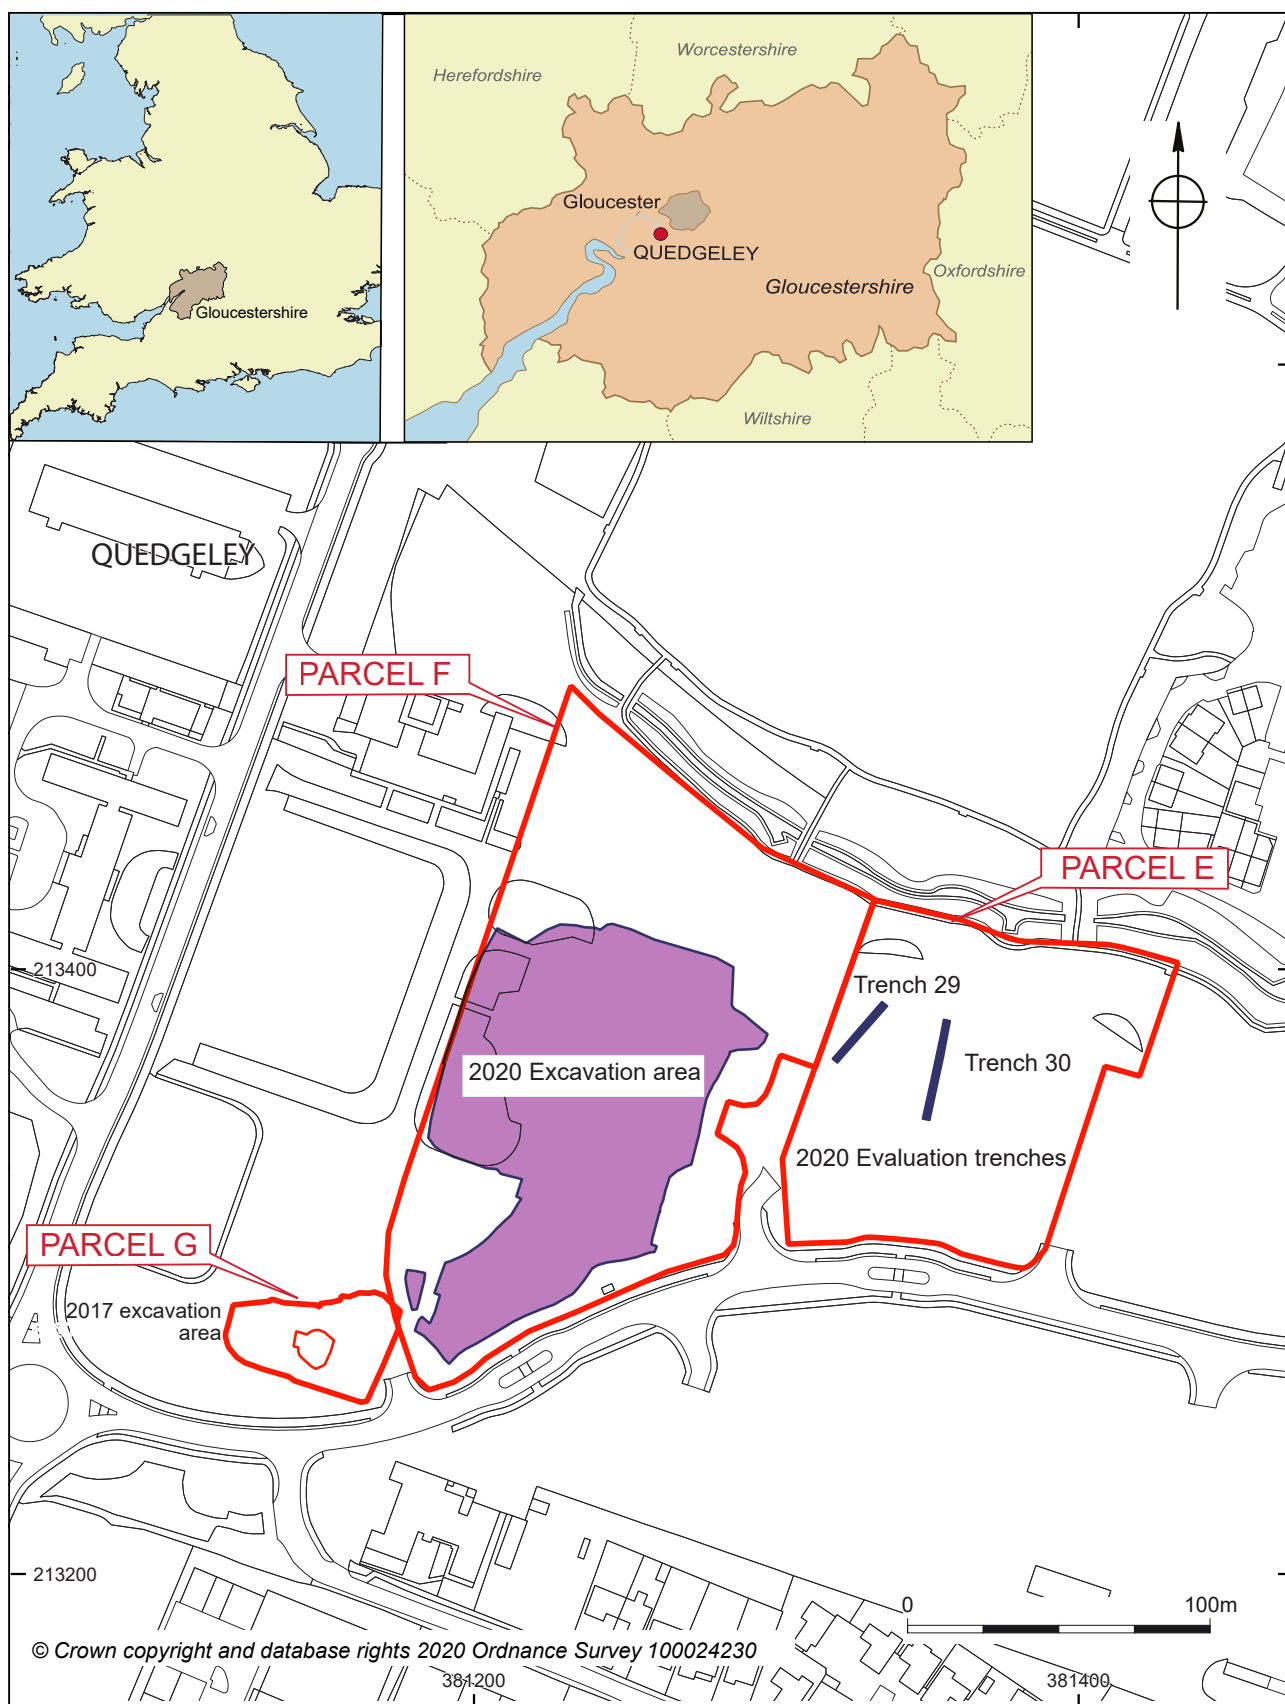 Worcestershire
Herefordshire
Gloucester
QUEDGELEY
Oxfordshire
Gloucestershire
Gloucestershire
Wiltshire
QUEDGELEY
PARCEL F
PARCEL E
213400
Trench 29
Trench 30
2020 Excavation area
2020 Evaluation trenches
PARCEL G
2017 excavation
area
213200
0
100m
© Crown copyright and database rights 2020 Ordnance Survey 100024230
381200
381400